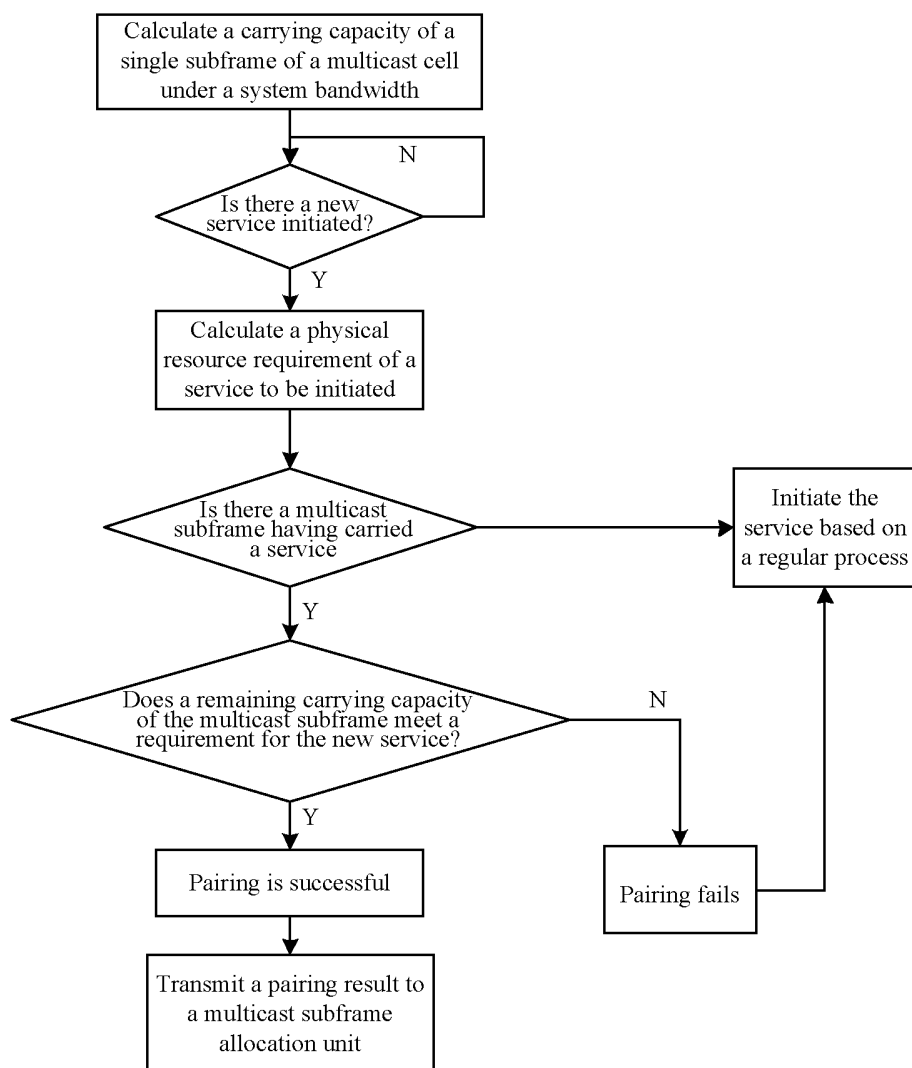 Calculate a carrying capacity of a
single subframe of a multicast cell
under a system bandwidth
N
Is there a new
service initiated?
Y
Calculate a physical
resource requirement of a
service to be initiated
Is there a multicast
subframe having carried
a service
Initiate the
service based on
a regular process
Y
Does a remaining carrying capacity
of the multicast subframe meet a
requirement for the new service?
N
Y
Pairing is successful
Pairing fails
Transmit a pairing result to
a multicast subframe
allocation unit